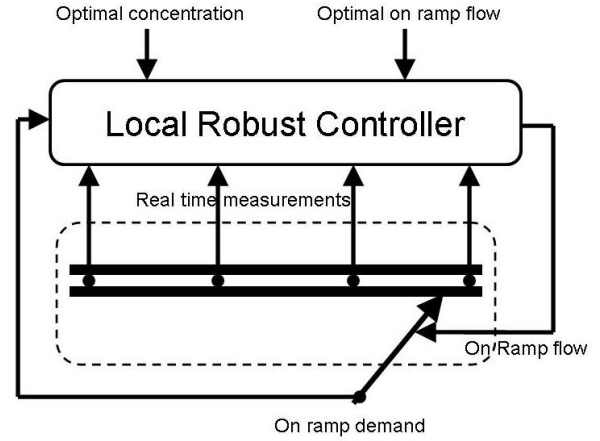 Optimal concentration
Optimal on ramp flow
Local Robust Controller
Real time measurements
On Ramp flow
On ramp demand